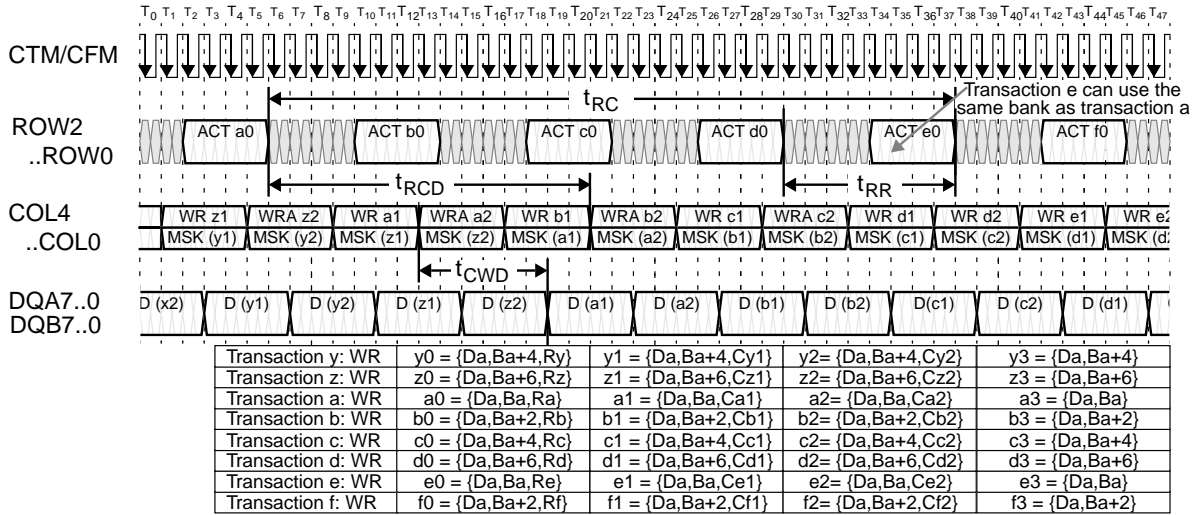 T0 T1 T2 T3 T4 T5 T6 T7 T8 T9 T10 T11 T12 T13 T14 T15 T16 T17 T18 T19 T20 T21 T22 T23 T24 T25 T26 T27 T28 T29 T30 T31 T32 T33 T34 T35 T36 T37 T38 T39 T40 T41 T42 T43 T44 T45 T46 T47
CTM/CFM
tRC
Transaction e can use the
same bank as transaction a
ROW2
..ROW0
ACT a0 ACT b0 ACT c0 ACT d0 ACT e0 ACT f0
tRCD tRR
COL4
..COL0
WR z1 WRA z2 WR a1 WRA a2 WR b1 WRA b2 WR c1 WRA c2 WR d1 WR d2 WR e1 WR e2
MSK (y1) MSK (y2) MSK (z1) MSK (z2) MSK (a1) MSK (a2) MSK (b1) MSK (b2) MSK (c1) MSK (c2) MSK (d1) MSK (d2
tCWD
DQA7..0
DQB7..0
D (x2) D (y1) D (y2) D (z1) D (z2) D (a1) D (a2) D (b1) D (b2) D(c1) D (c2) D (d1)
Transaction y: WR y0 = {Da,Ba+4,Ry} y1 = {Da,Ba+4,Cy1} y2= {Da,Ba+4,Cy2} y3 = {Da,Ba+4}
Transaction z: WR z0 = {Da,Ba+6,Rz} z1 = {Da,Ba+6,Cz1} z2= {Da,Ba+6,Cz2} z3 = {Da,Ba+6}
Transaction a: WR a0 = {Da,Ba,Ra} a1 = {Da,Ba,Ca1} a2= {Da,Ba,Ca2} a3 = {Da,Ba}
Transaction b: WR b0 = {Da,Ba+2,Rb} b1 = {Da,Ba+2,Cb1} b2= {Da,Ba+2,Cb2} b3 = {Da,Ba+2}
Transaction c: WR c0 = {Da,Ba+4,Rc} c1 = {Da,Ba+4,Cc1} c2= {Da,Ba+4,Cc2} c3 = {Da,Ba+4}
Transaction d: WR d0 = {Da,Ba+6,Rd} d1 = {Da,Ba+6,Cd1} d2= {Da,Ba+6,Cd2} d3 = {Da,Ba+6}
Transaction e: WR e0 = {Da,Ba,Re} e1 = {Da,Ba,Ce1} e2= {Da,Ba,Ce2} e3 = {Da,Ba}
Transaction f: WR f0 = {Da,Ba+2,Rf} f1 = {Da,Ba+2,Cf1} f2= {Da,Ba+2,Cf2} f3 = {Da,Ba+2}